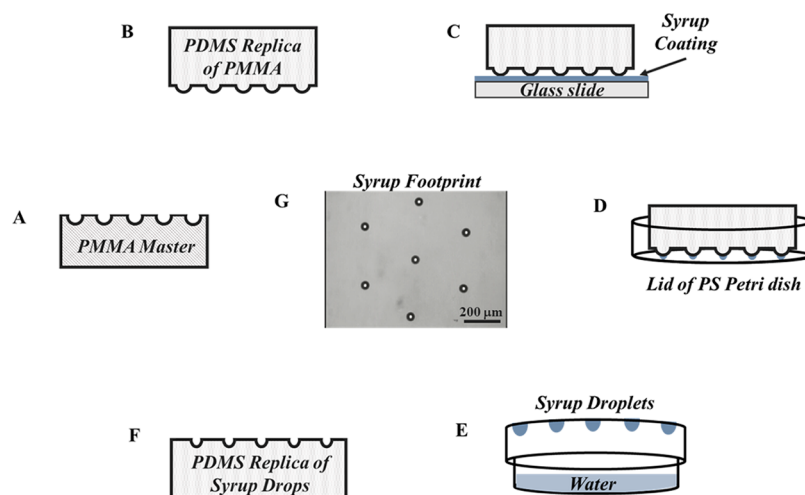 B
PDMS Replica
of PMMA
C
Syrup
Coating
Glass slide
A
PMMA Master
G
Syrup Footprint
200 μm
D
Lid of PS Petri dish
F
PDMS Replica of
Syrup Drops
E
Syrup Droplets
Water